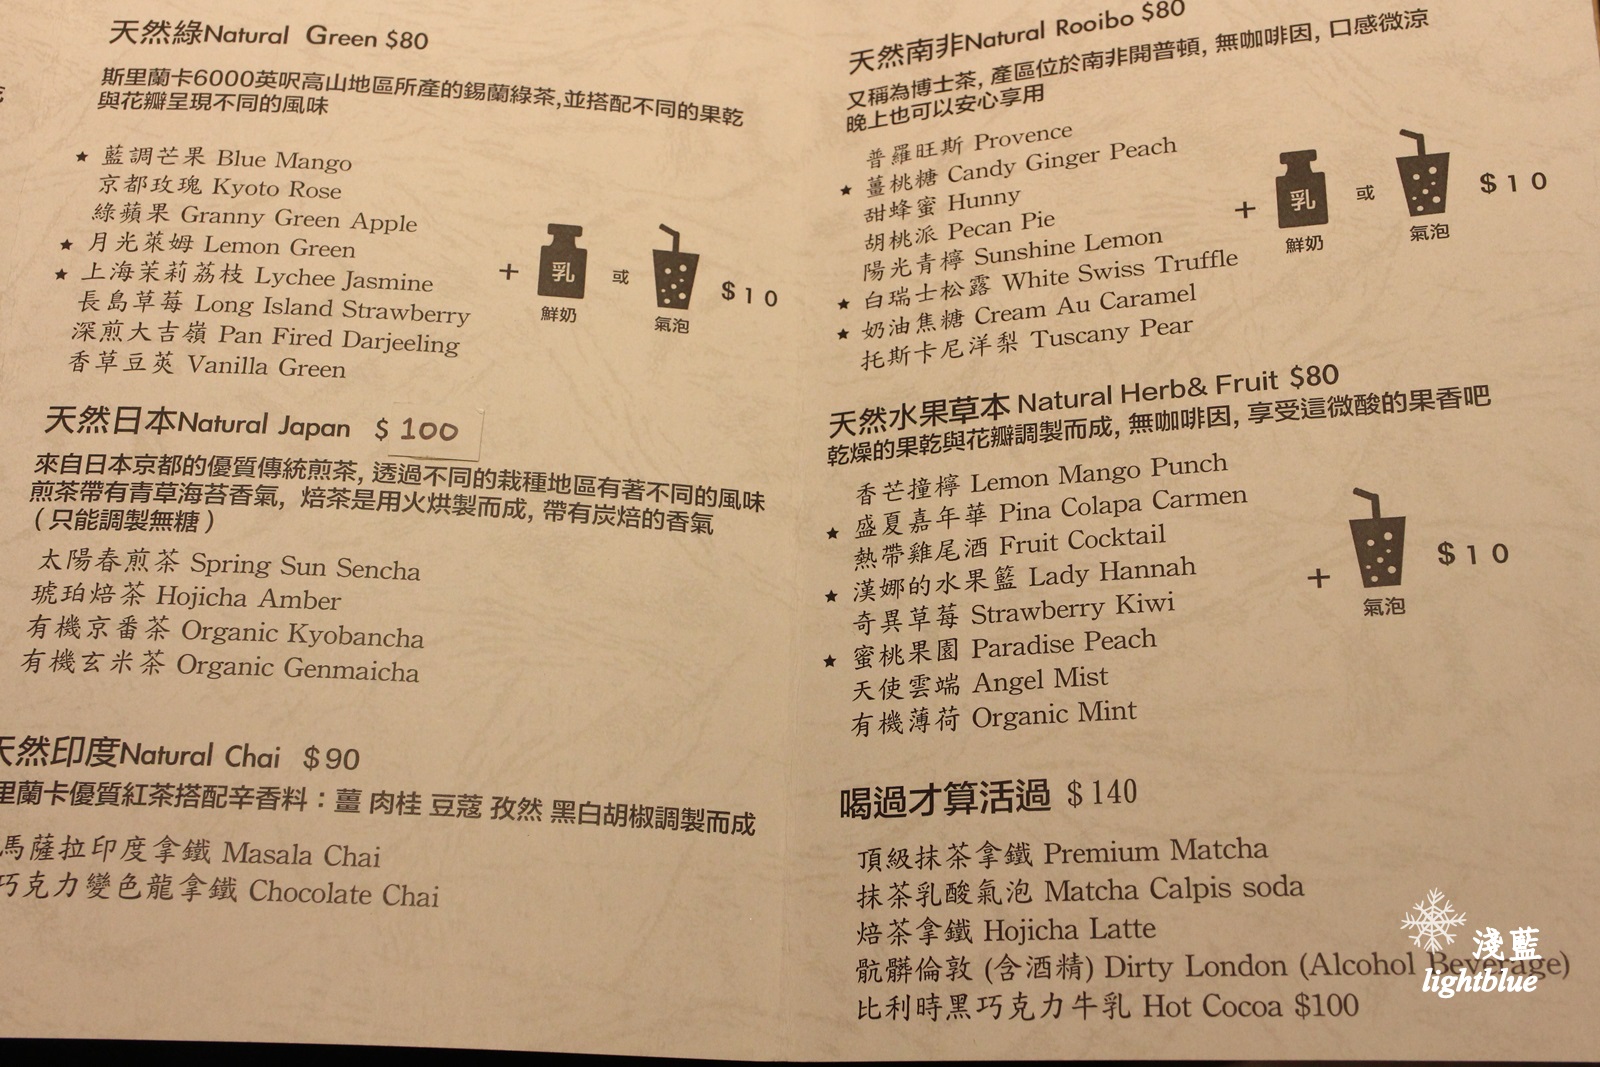 天然綠Natural Green $80
斯里蘭卡6000英呎高山地區所產的錫蘭綠茶,並搭配不同的果乾
與花瓣呈現不同的風味
★ 藍調芒果 Blue Mango
京都玫瑰 Kyoto Rose
綠蘋果 Granny Green Apple
★ 月光萊姆 Lemon Green
★ 上海茉莉荔枝 Lychee Jasmine
長島草莓 Long Island Strawberry
深煎大吉嶺 Pan Fired Darjeeling
香草豆莢 Vanilla Green
+ 乳 或 $10
鮮奶 氣泡
天然日本Natural Japan $ 100
來自日本京都的優質傳統煎茶, 透過不同的栽種地區有著不同的風味
煎茶帶有青草海苔香氣, 焙茶是用火烘製而成, 帶有炭焙的香氣
(只能調製無糖)
太陽春煎茶 Spring Sun Sencha
琥珀焙茶 Hojicha Amber
有機京番茶 Organic Kyobancha
有機玄米茶 Organic Genmaicha
天然印度Natural Chai $90
里蘭卡優質紅茶搭配辛香料：薑 肉桂 豆蔻 孜然 黑白胡椒調製而成
馬薩拉印度拿鐵 Masala Chai
巧克力變色龍拿鐵 Chocolate Chai
天然南非Natural Rooibo $80
又稱為博士茶, 產區位於南非開普頓, 無咖啡因, 口感微涼
晚上也可以安心享用
普羅旺斯 Provence
★ 薑桃糖 Candy Ginger Peach
甜蜂蜜 Hunny
胡桃派 Pecan Pie
陽光青檸 Sunshine Lemon
★ 白瑞士松露 White Swiss Truffle
★ 奶油焦糖 Cream Au Caramel
托斯卡尼洋梨 Tuscany Pear
+ 乳 或 $10
鮮奶 氣泡
天然水果草本 Natural Herb& Fruit $80
乾燥的果乾與花瓣調製而成, 無咖啡因, 享受這微酸的果香吧
香芒撞檸 Lemon Mango Punch
★ 盛夏嘉年華 Pina Colapa Carmen
熱帶雞尾酒 Fruit Cocktail
★ 漢娜的水果籃 Lady Hannah
奇異草莓 Strawberry Kiwi
★ 蜜桃果園 Paradise Peach
天使雲端 Angel Mist
有機薄荷 Organic Mint
+ $10
氣泡
喝過才算活過 $140
頂級抹茶拿鐵 Premium Matcha
抹茶乳酸氣泡 Matcha Calpis soda
焙茶拿鐵 Hojicha Latte
骯髒倫敦 (含酒精) Dirty London (Alcohol Beverage)
比利時黑巧克力牛乳 Hot Cocoa $100
淺藍
lightblue